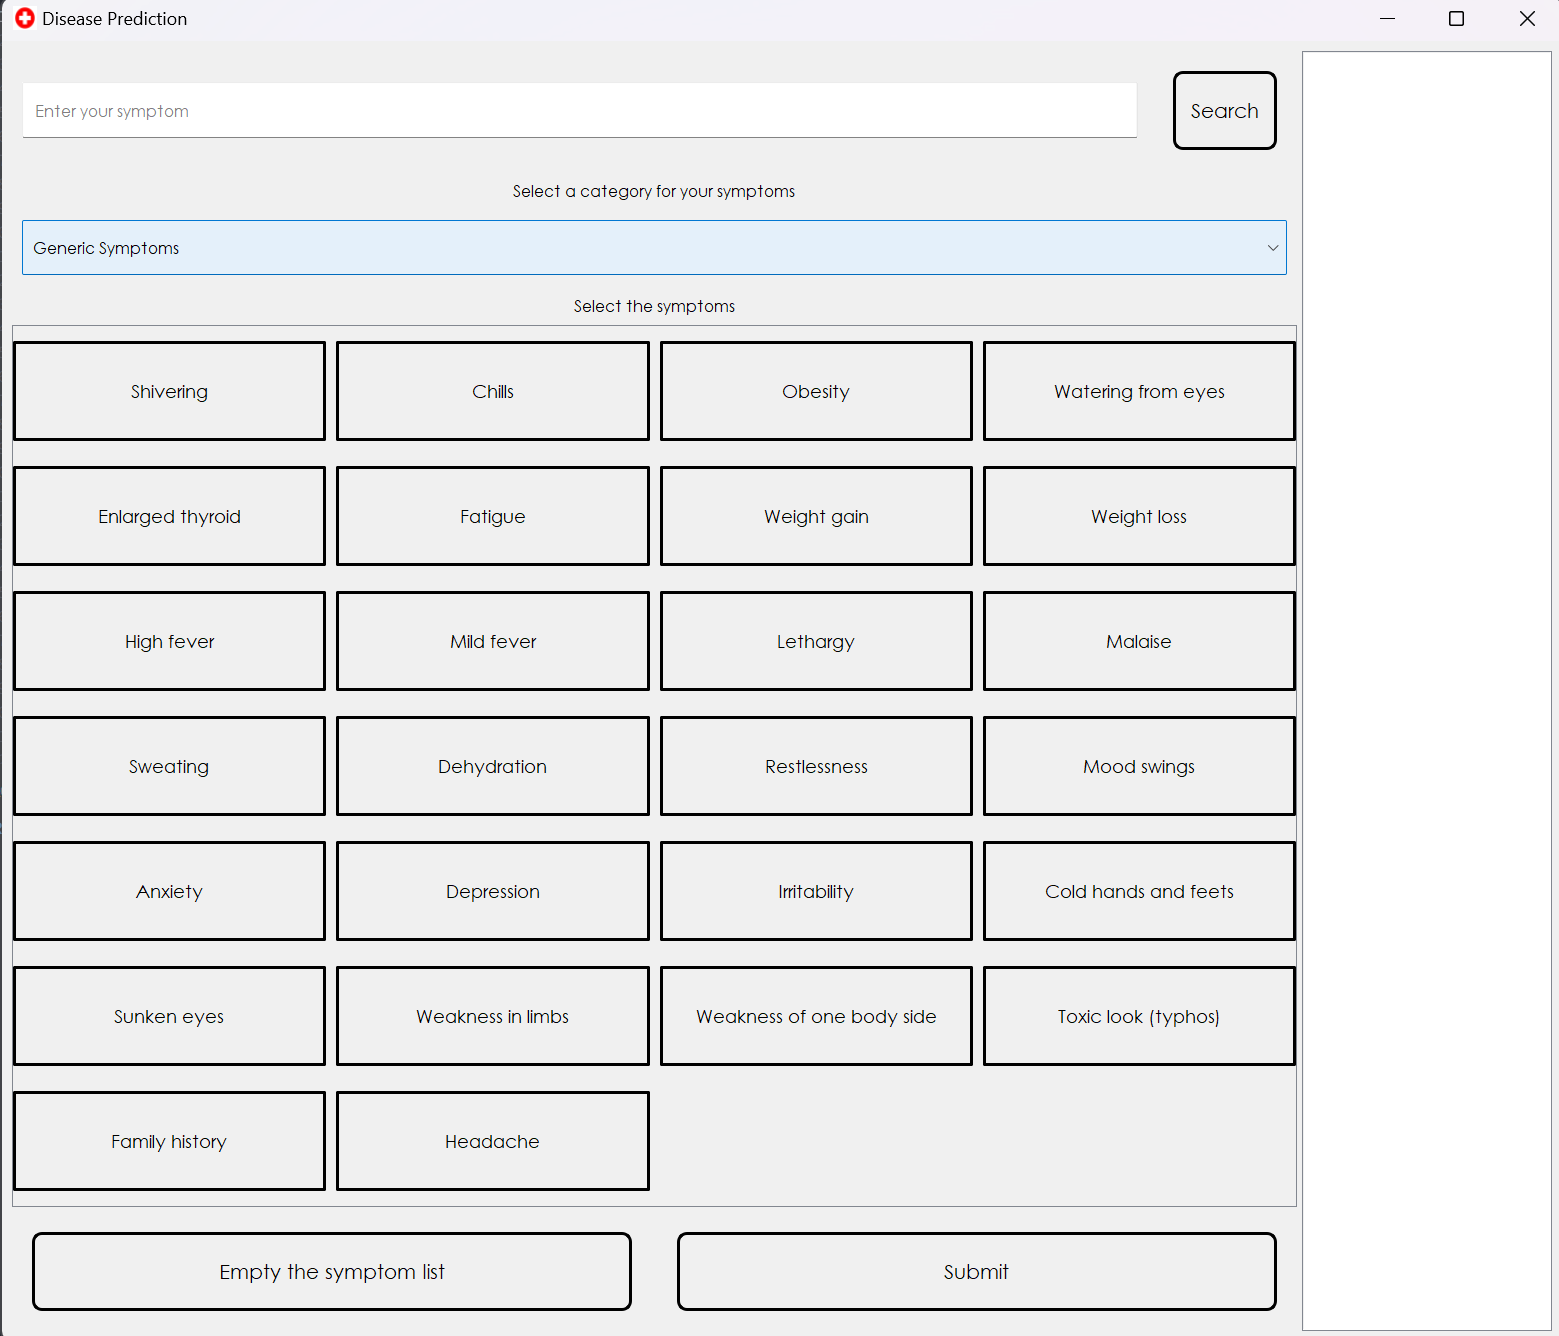 Disease Prediction
Enter your symptom
Search
Select a category for your symptoms
Generic Symptoms
Select the symptoms
Shivering
Chills
Obesity
Watering from eyes
Enlarged thyroid
Fatigue
Weight gain
Weight loss
High fever
Mild fever
Lethargy
Malaise
Sweating
Dehydration
Restlessness
Mood swings
Anxiety
Depression
Irritability
Cold hands and feets
Sunken eyes
Weakness in limbs
Weakness of one body side
Toxic look (typhos)
Family history
Headache
Empty the symptom list
Submit